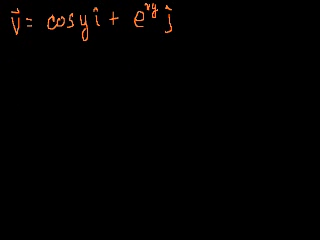 v⃗ = cos y î + e^{xy} ĵ